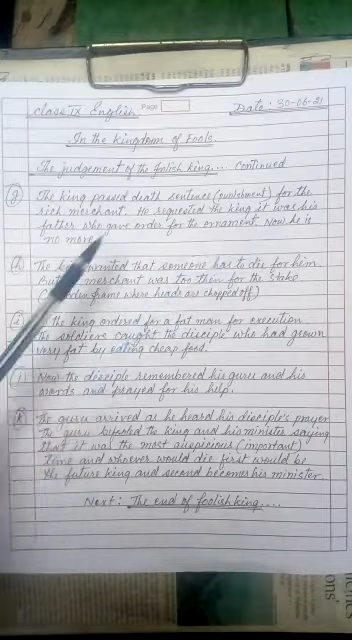 Class IX English Page Date: 30-06-21
In the kingdom of Fools.
The judgement of the foolish king.... Continued
(g) The king passed death sentence (punishment) for the
rich merchant. He requested the king it was his
father who gave order for the ornament. Now he is
no more.
(h) The wanted that someone has to die for him.
merchant was too thin for the stake
frame where heads are chopped off)
the king ordered for a fat man for execution
the soldiers caught the disciple who had grown
very fat by eating cheap food.
(j) Now the disciple remembered his guru and his
words and prayed for his help.
(k) The guru arrived as he heard his disciple's prayer
The guru the king and his minister saying
that it was the most auspicious (important)
time and whoever would die first would be
the future king and second becomes his minister.
Next: The end of foolish king....
ons'